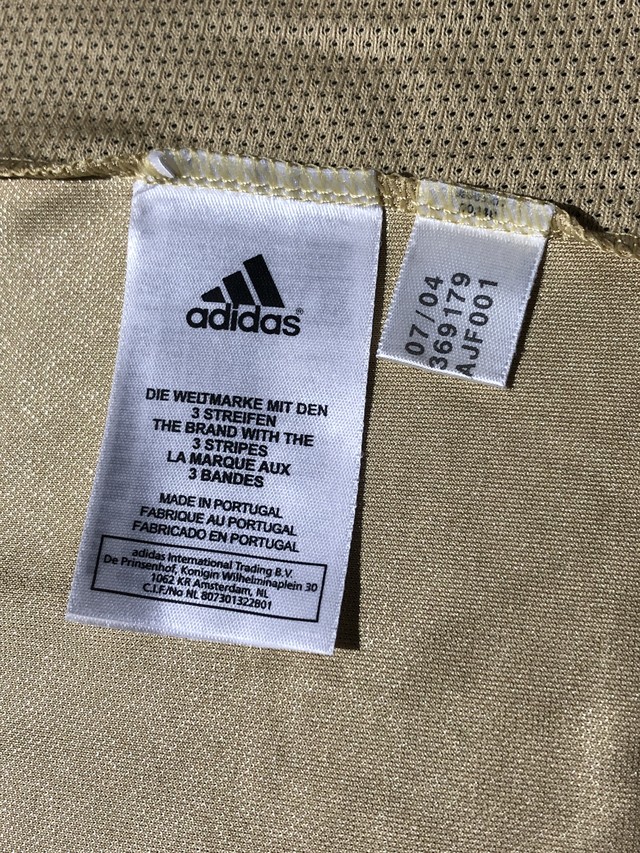 adidas®
DIE WELTMARKE MIT DEN
3 STREIFEN
THE BRAND WITH THE
3 STRIPES
LA MARQUE AUX
3 BANDES
MADE IN PORTUGAL
FABRIQUE AU PORTUGAL
FABRICADO EN PORTUGAL
adidas International Trading B.V.
De Prinsenhof, Konigin Wilhelminaplein 30
1062 KR Amsterdam, NL
C.I.F/No NL 807301322B01
07/04
369179
AJF001